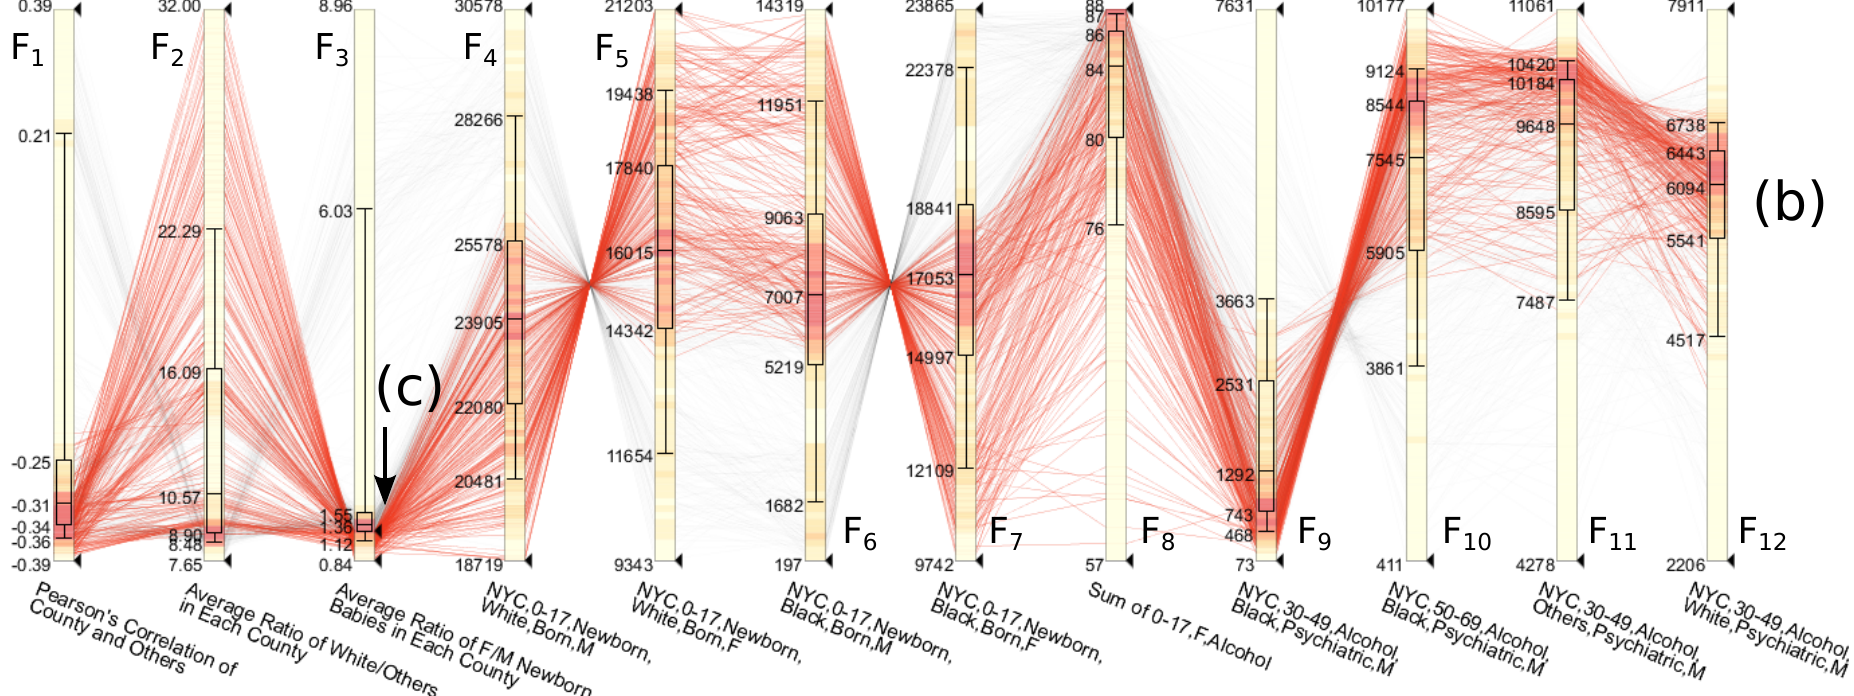 0.39
F1
0.21
-0.25
-0.31
-0.34
-0.36
-0.39
Pearson's Correlation of
County and Others
32.00
F2
22.29
16.09
10.57
8.90
8.48
7.65
Average Ratio of White/Others
in Each County
8.96
F3
6.03
(c)
1.55
1.36
1.12
0.84
Average Ratio of F/M Newborn
Babies in Each County
30578
F4
28266
25578
23905
22080
20481
18719
NYC,0-17,Newborn,
White,Born,M
21203
F5
19438
17840
16015
14342
11654
9343
NYC,0-17,Newborn,
White,Born,F
14319
11951
9063
7007
5219
1682
F6
197
NYC,0-17,Newborn,
Black,Born,M
23865
22378
18841
17053
14997
12109
F7
9742
NYC,0-17,Newborn,
Black,Born,F
88
87
86
84
80
76
F8
57
Sum of 0-17,F,Alcohol
7631
3663
2531
1292
743
468
F9
73
NYC,30-49,Alcohol,
Black,Psychiatric,M
10177
9124
8544
7545
5905
3861
F10
411
NYC,50-69,Alcohol,
Black,Psychiatric,M
11061
10420
10184
9648
8595
7487
F11
4278
NYC,30-49,Alcohol,
Others,Psychiatric,M
7911
6738
6443
6094
5541
4517
F12
2206
NYC,30-49,Alcohol,
White,Psychiatric,M
(b)